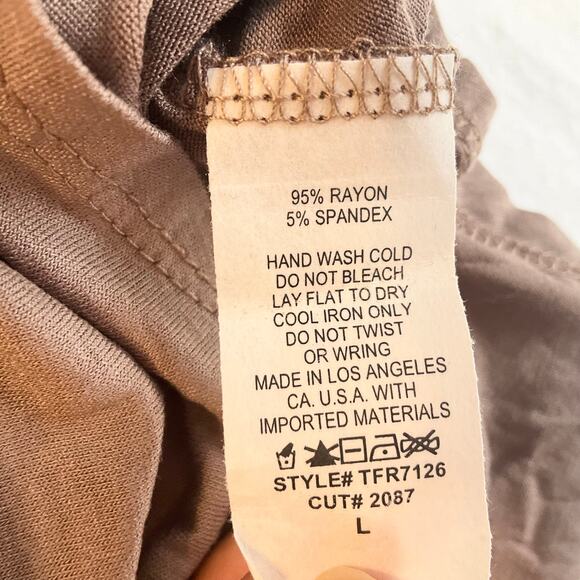 95% RAYON
5% SPANDEX
HAND WASH COLD
DO NOT BLEACH
LAY FLAT TO DRY
COOL IRON ONLY
DO NOT TWIST
OR WRING
MADE IN LOS ANGELES
CA. U.S.A. WITH
IMPORTED MATERIALS
STYLE# TFR7126
CUT# 2087
L